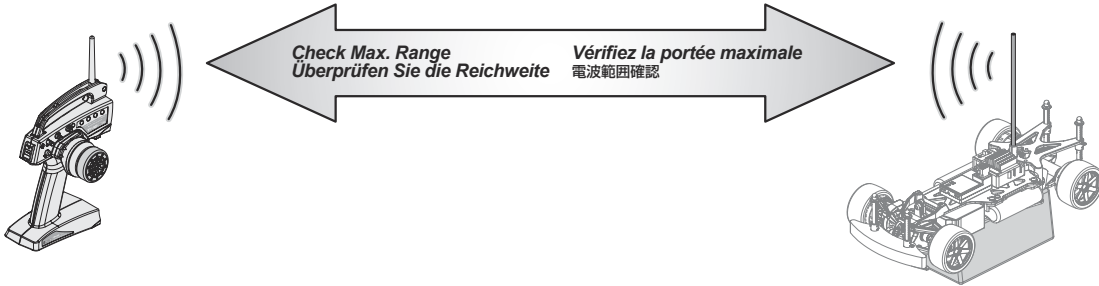 Check Max. Range
Überprüfen Sie die Reichweite
Vérifiez la portée maximale
電波範囲確認